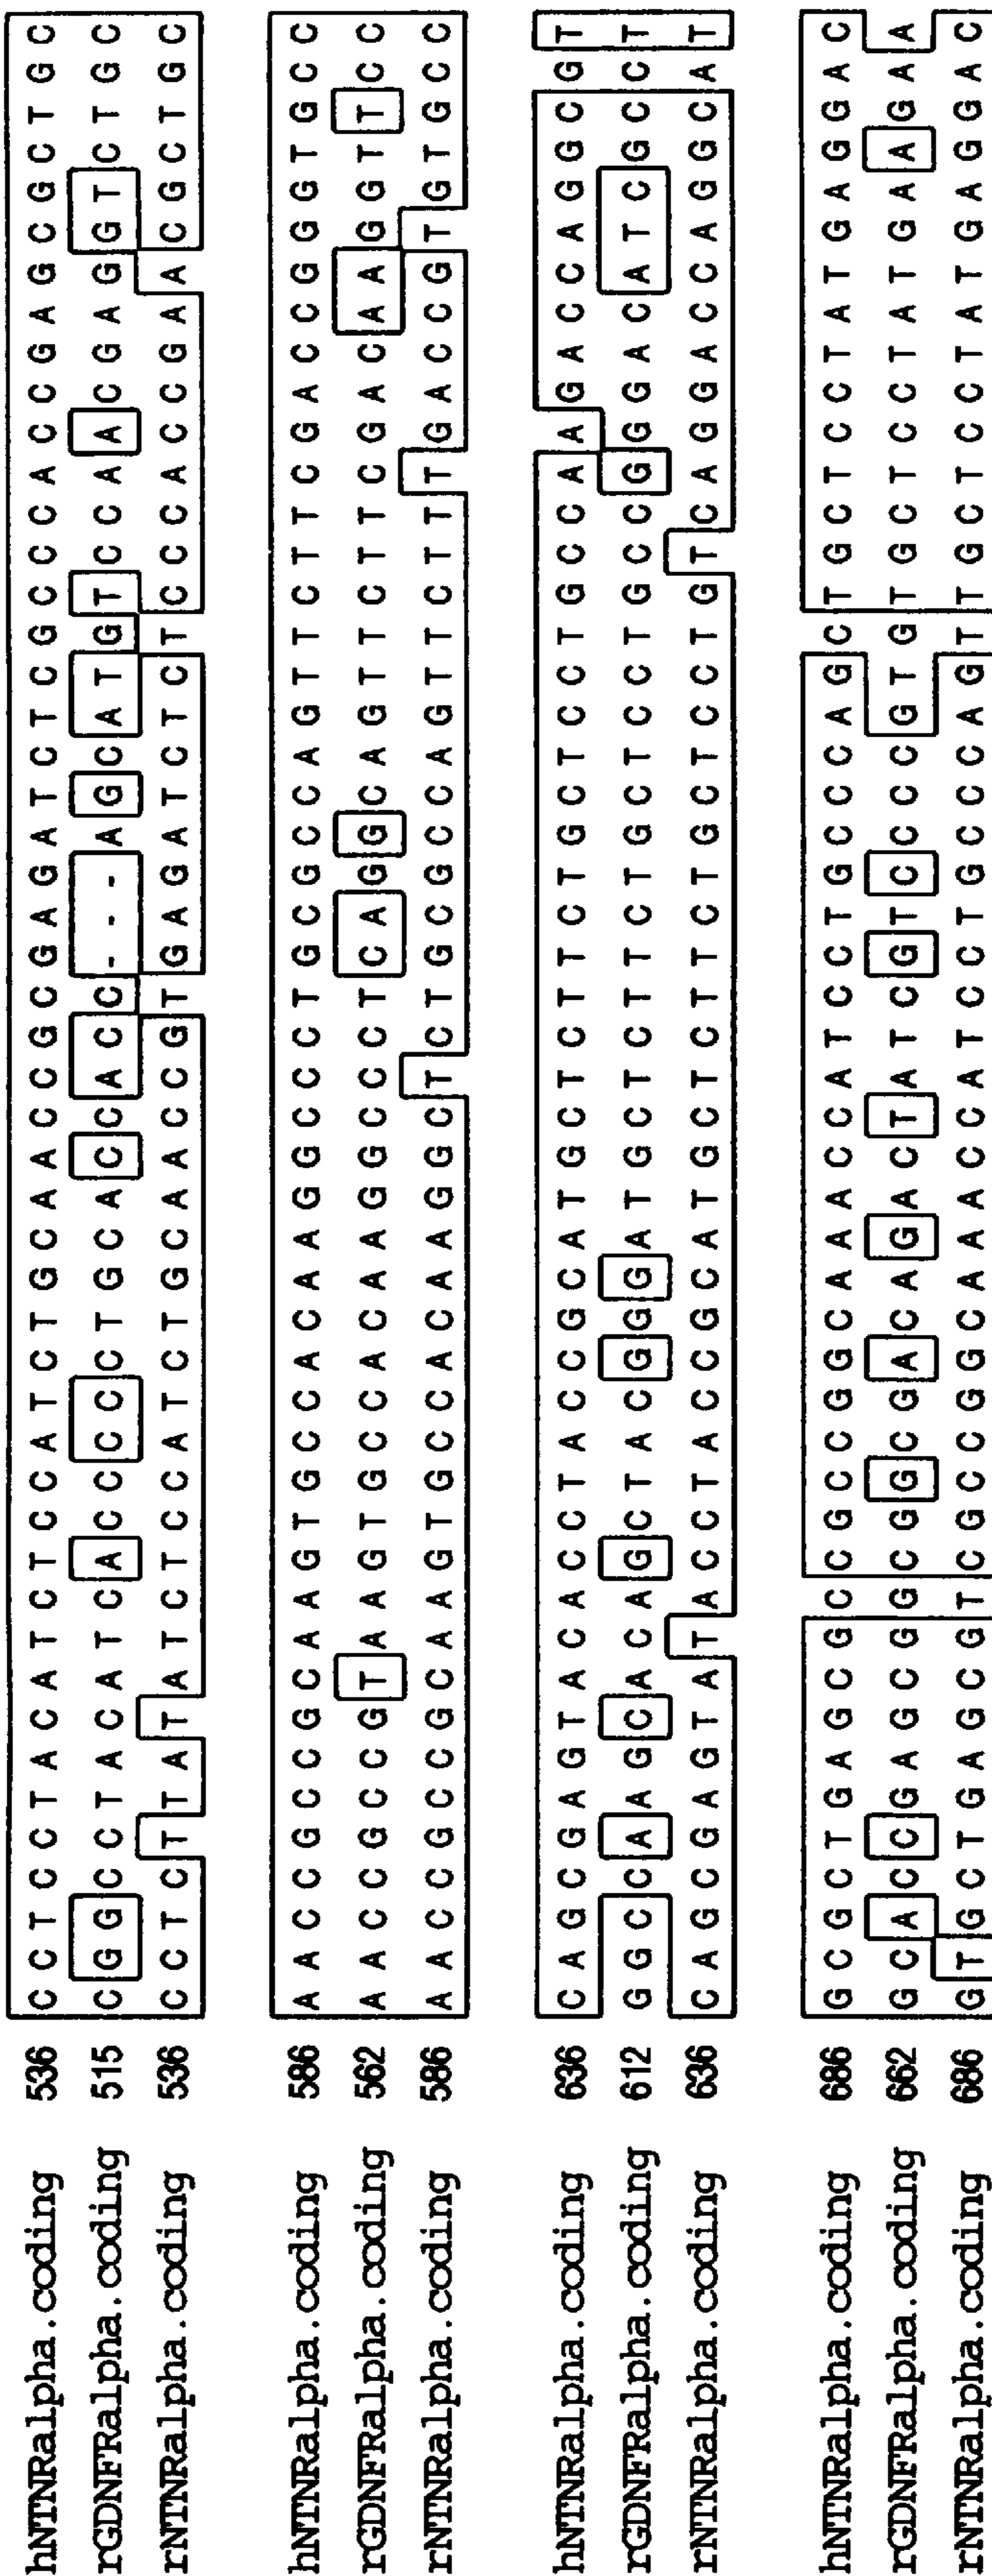 hNTNRalpha.coding 536 C C T C C T A C A T C T C C A T C T G C A A C C G C G A G A T C T C G C C C A C C G A G C G C T G C
rGDNFRalpha.coding 515 C G G C C T A C A T C A C C C C C T G C A C C A C C - - - A G C A T G T C C A A C G A G G T C T G C
rNTNRalpha.coding 536 C C T C T T A T A T C T C C A T C T G C A A C C G T G A G A T C T C T C C C A C C G A A C G C T G C
hNTNRalpha.coding 586 A A C C G C C G C A A G T G C C A C A A G G C C C T G C G C C A G T T C T T C G A C C G G G T G C C
rGDNFRalpha.coding 562 A A C C G C C G T A A G T G C C A C A A G G C C C T C A G G C A G T T C T T C G A C A A G G T T C C
rNTNRalpha.coding 586 A A C C G C C G C A A G T G C C A C A A G G C T C T G C G C C A G T T C T T T G A C C G T G T G C C
hNTNRalpha.coding 636 C A G C G A G T A C A C C T A C C G C A T G C T C T T C T G C T C C T G C C A A G A C C A G G C G T
rGDNFRalpha.coding 612 G G C C A A G C A C A G C T A C G G G A T G C T C T T C T G C T C C T G C C G G G A C A T C G C C T
rNTNRalpha.coding 636 C A G C G A G T A T A C C T A C C G C A T G C T C T T C T G C T C C T G T C A G G A C C A G G C A T
hNTNRalpha.coding 686 G C G C T G A G C G C C G C C G G C A A A C C A T C C T G C C C A G C T G C T C C T A T G A G G A C
rGDNFRalpha.coding 662 G C A C C G A G C G G C G G C G A C A G A C T A T C G T C C C C G T G T G C T C C T A T G A A G A A
rNTNRalpha.coding 686 G T G C T G A G C G T C G C C G G C A A A C C A T C C T G C C C A G T T G C T C C T A T G A G G A C